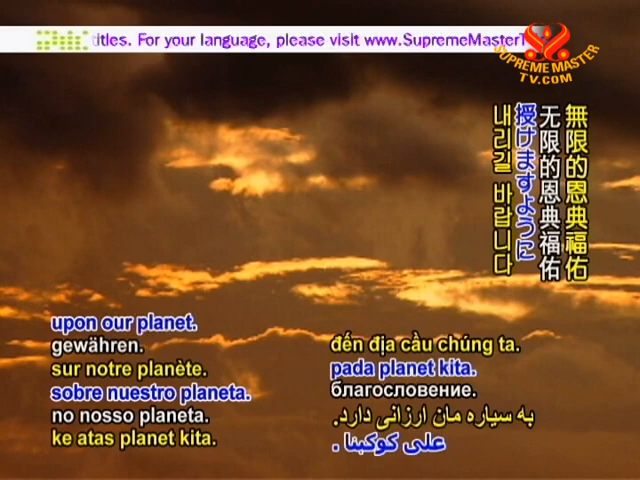 titles. For your language, please visit www.SupremeMasterT
SUPREME MASTER
TV.COM
無限的恩典福佑
无限的恩典福佑
授けますように
내리길 바랍니다
upon our planet.
gewähren.
sur notre planète.
sobre nuestro planeta.
no nosso planeta.
ke atas planet kita.
đến địa cầu chúng ta.
pada planet kita.
благословение.
به سیاره مان ارزانی دارد.
على كوكبنا .